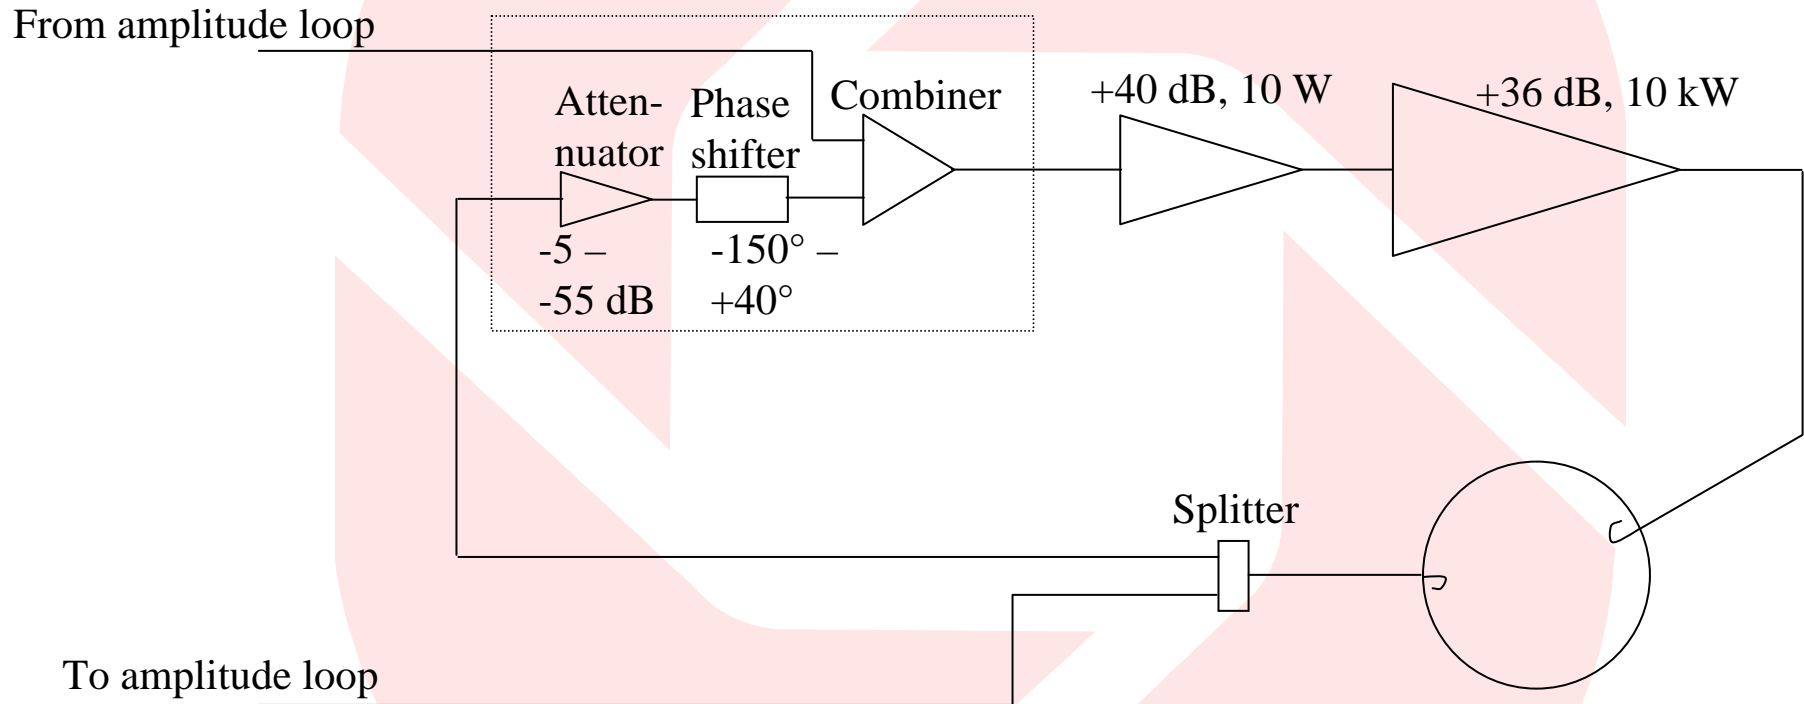 From amplitude loop
Atten-
nuator
Phase
shifter
Combiner
+40 dB, 10 W
+36 dB, 10 kW
-5 –
-55 dB
-150° –
+40°
Splitter
To amplitude loop